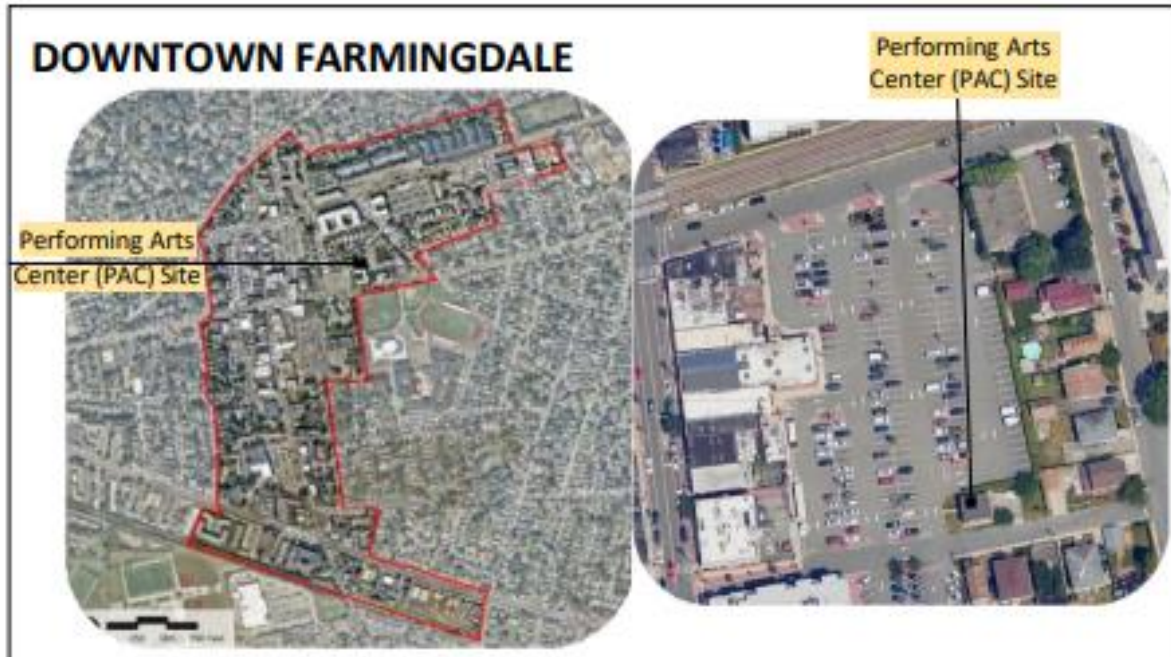 DOWNTOWN FARMINGDALE
Performing Arts
Center (PAC) Site
Performing Arts
Center (PAC) Site